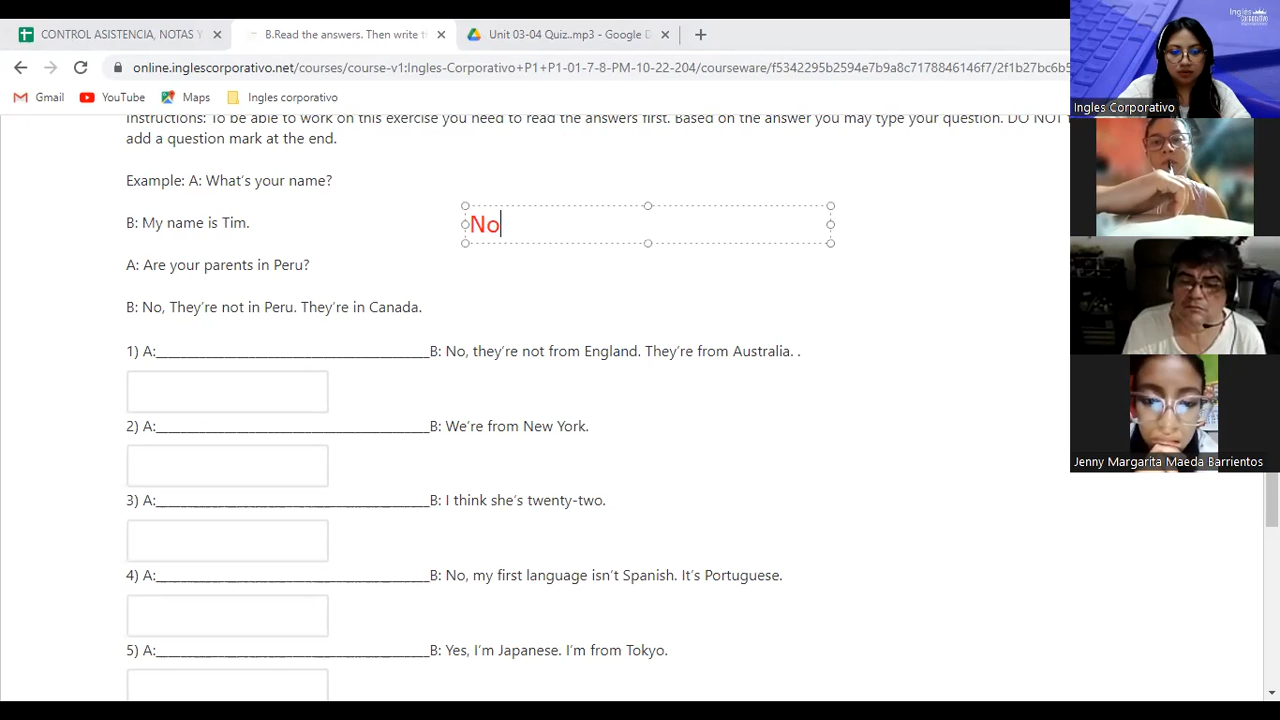 CONTROL ASISTENCIA, NOTAS Y
B.Read the answers. Then write t
Unit 03-04 Quiz..mp3 - Google D
online.inglescorporativo.net/courses/course-v1:Ingles-Corporativo+P1+P1-01-7-8-PM-10-22-204/courseware/f5342295b2594e7b9a8c7178846146f7/2f1b27bc6b5
Gmail
YouTube
Maps
Ingles corporativo
Instructions: To be able to work on this exercise you need to read the answers first. Based on the answer you may type your question. DO NOT
add a question mark at the end.
Example: A: What's your name?
B: My name is Tim.
No
A: Are your parents in Peru?
B: No, They're not in Peru. They're in Canada.
1) A:___________________________________B: No, they're not from England. They're from Australia. .
2) A:___________________________________B: We're from New York.
3) A:___________________________________B: I think she's twenty-two.
4) A:___________________________________B: No, my first language isn't Spanish. It's Portuguese.
5) A:___________________________________B: Yes, I'm Japanese. I'm from Tokyo.
Ingles
Ingles Corporativo
Jenny Margarita Maeda Barrientos